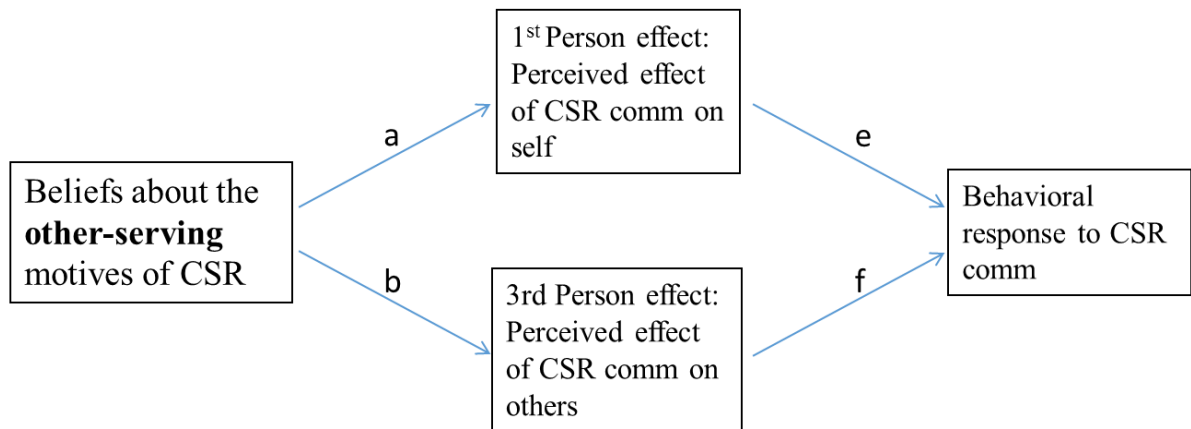 1st Person effect:
Perceived effect
of CSR comm on
self
a
e
Beliefs about the
other-serving
motives of CSR
Behavioral
response to CSR
comm
b
f
3rd Person effect:
Perceived effect
of CSR comm on
others